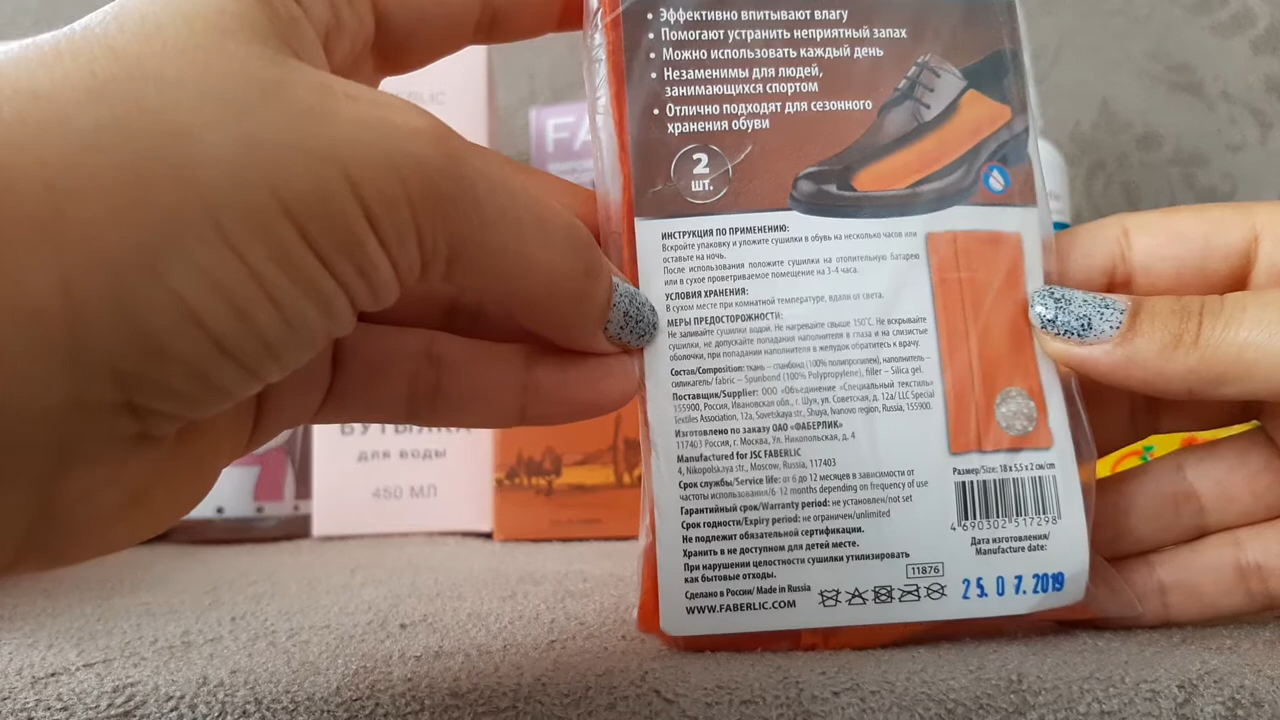 • Эффективно впитывают влагу
• Помогают устранить неприятный запах
• Можно использовать каждый день
• Незаменимы для людей,
занимающихся спортом
• Отлично подходят для сезонного
хранения обуви
2
шт.
ИНСТРУКЦИЯ ПО ПРИМЕНЕНИЮ:
Вскройте упаковку и уложите сушилки в обувь на несколько часов или
оставьте на ночь.
После использования положите сушилки на отопительную батарею
или в сухое проветриваемое помещение на 3-4 часа.
УСЛОВИЯ ХРАНЕНИЯ:
В сухом месте при комнатной температуре, вдали от света.
МЕРЫ ПРЕДОСТОРОЖНОСТИ:
Не заливайте сушилки водой. Не нагревайте свыше 150°С. Не вскрывайте
сушилки, не допускайте попадания наполнителя в глаза и на слизистые
оболочки, при попадании наполнителя в желудок обратитесь к врачу.
Состав/Composition: ткань – спанбонд (100% полипропилен), наполнитель –
силикагель/ fabric – Spunbond (100% Polypropylene), filler – Silica gel.
Поставщик/Supplier: ООО «Объединение «Специальный текстиль»
155900, Россия, Ивановская обл., г. Шуя, ул. Советская, д. 12а/ LLC Special
Textiles Association, 12a, Sovetskaya str., Shuya, Ivanovo region, Russia, 155900.
Изготовлено по заказу ОАО «ФАБЕРЛИК»
117403 Россия, г. Москва, Ул. Никопольская, д. 4
Manufactured for JSC FABERLIC
4, Nikopolskaya str., Moscow, Russia, 117403
Срок службы/Service life: от 6 до 12 месяцев в зависимости от
частоты использования/6-12 months depending on frequency of use
Гарантийный срок/Warranty period: не установлен/not set
Срок годности/Expiry period: не ограничен/unlimited
Не подлежит обязательной сертификации.
Хранить в не доступном для детей месте.
При нарушении целостности сушилки утилизировать
как бытовые отходы.
11876
Сделано в России/ Made in Russia
WWW.FABERLIC.COM
Размер/Size: 18 x 5,5 x 2 см/cm
4 690302 517298
Дата изготовления/
Manufacture date:
25.07.2019
FA
БУТЫЛКА
для воды
450 мл